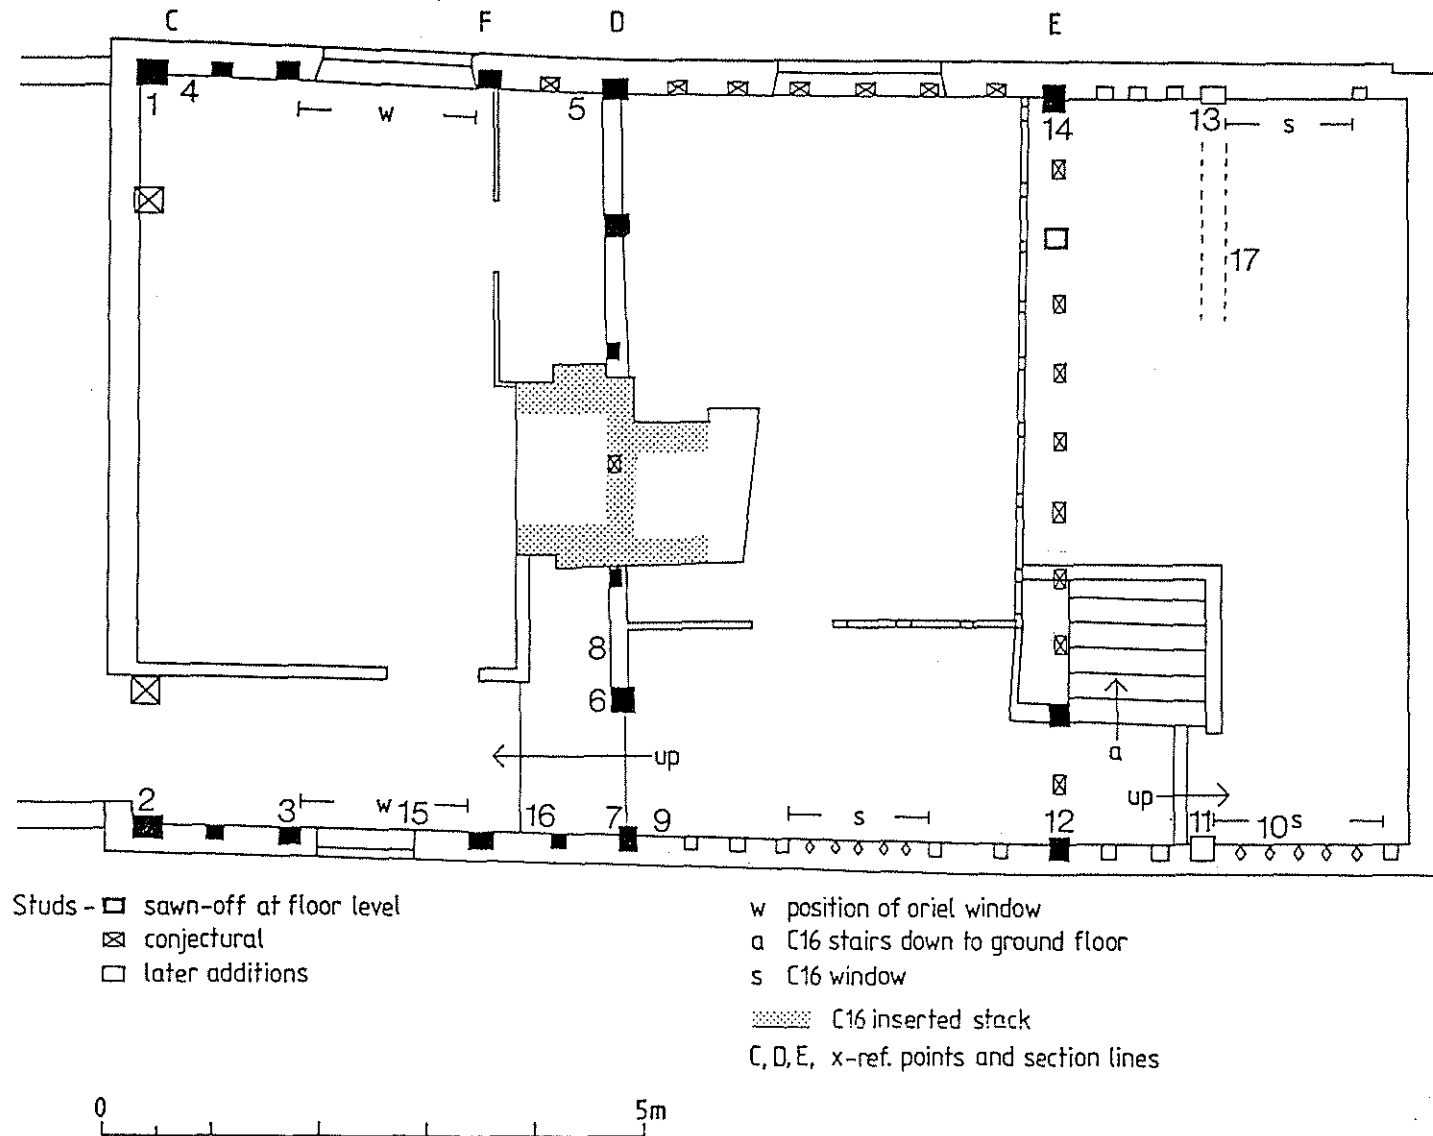 C F D E
1 4 w 5 14 13 s
17
8
6
up
a
2 3 w 15 16 7 9 s 12 up 11 10 s
Studs - sawn-off at floor level
conjectural
later additions
w position of oriel window
a C16 stairs down to ground floor
s C16 window
C16 inserted stack
C, D, E, x-ref. points and section lines
0 5m